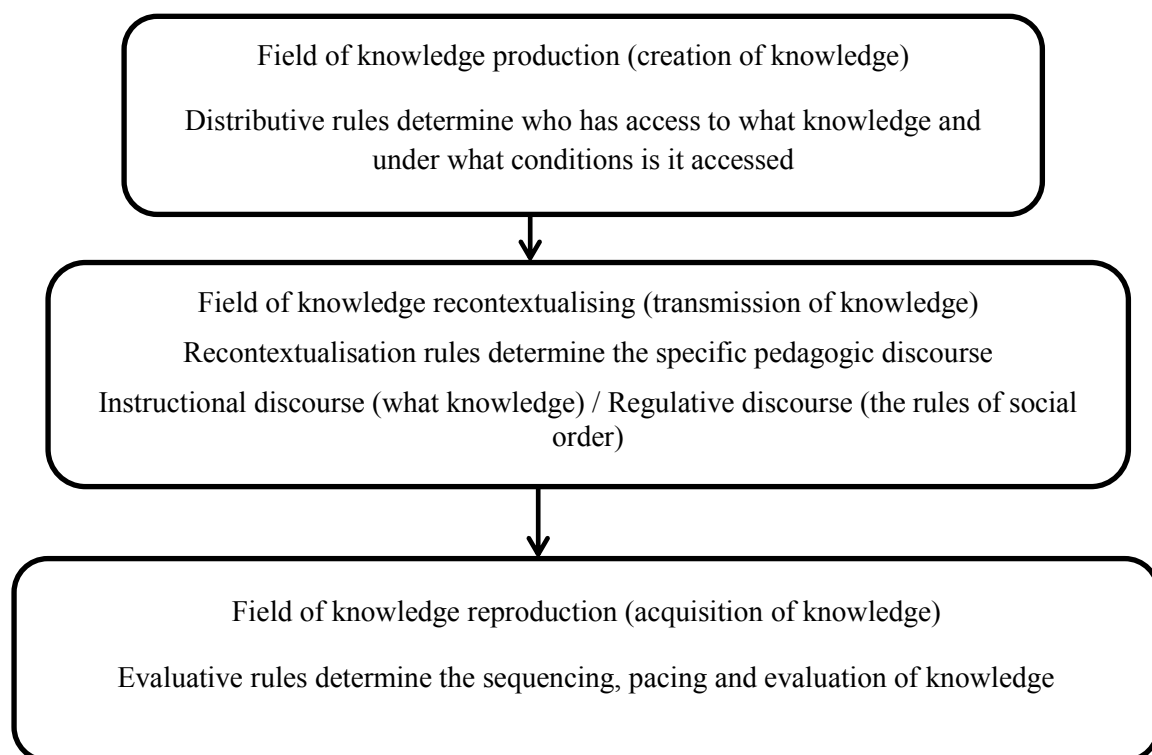 Field of knowledge production (creation of knowledge)
Distributive rules determine who has access to what knowledge and
under what conditions is it accessed
Field of knowledge recontextualising (transmission of knowledge)
Recontextualisation rules determine the specific pedagogic discourse
Instructional discourse (what knowledge) / Regulative discourse (the rules of social
order)
Field of knowledge reproduction (acquisition of knowledge)
Evaluative rules determine the sequencing, pacing and evaluation of knowledge